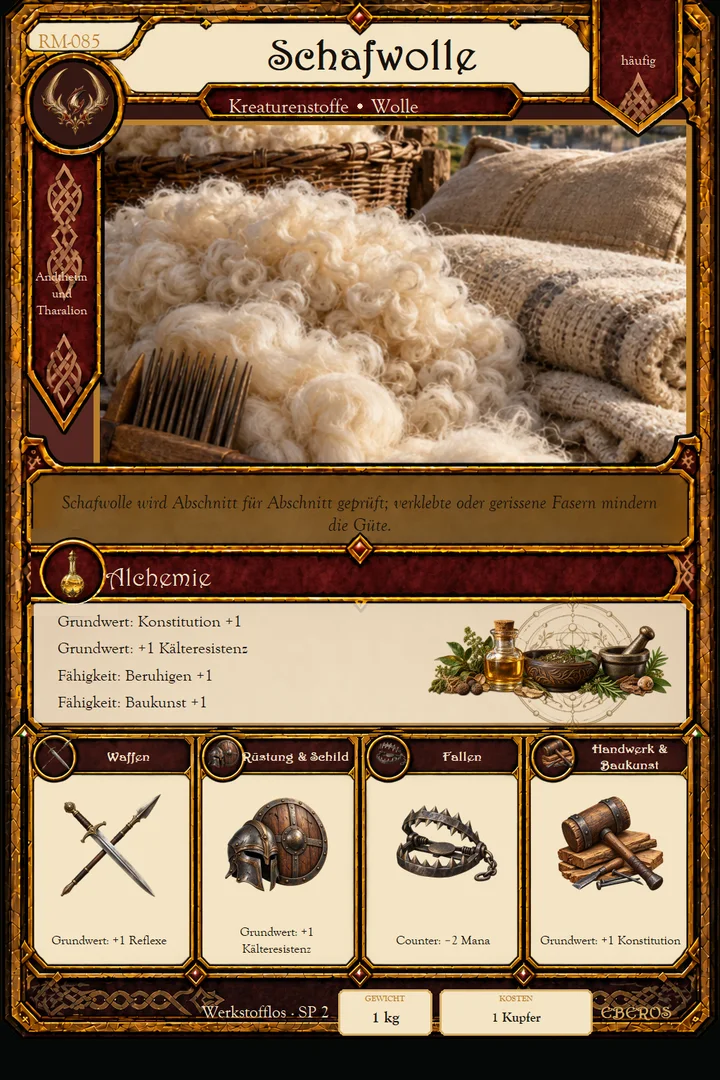 RM-085
Schafwolle
häufig
Kreaturenstoffe • Wolle
Andtheim
und
Tharalion
Schafwolle wird Abschnitt für Abschnitt geprüft; verklebte oder gerissene Fasern mindern
die Güte.
Alchemie
Grundwert: Konstitution +1
Grundwert: +1 Kälteresistenz
Fähigkeit: Beruhigen +1
Fähigkeit: Baukunst +1
Waffen
Rüstung & Schild
Fallen
Handwerk &
Baukunst
Grundwert: +1 Reflexe
Grundwert: +1
Kälteresistenz
Counter: −2 Mana
Grundwert: +1 Konstitution
Werkstofflos · SP 2
GEWICHT
1 kg
KOSTEN
1 Kupfer
EBEROS